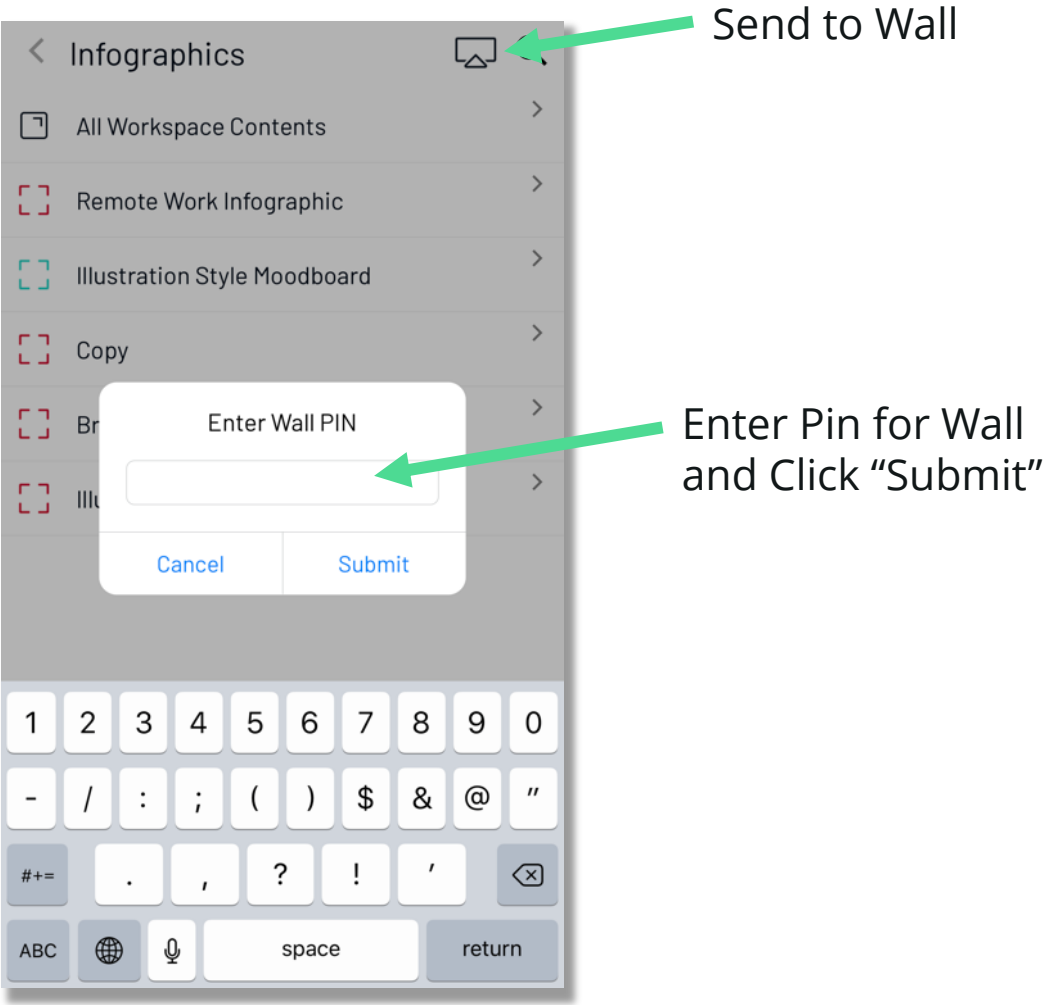 Send to Wall
Infographics
All Workspace Contents
Remote Work Infographic
Illustration Style Moodboard
Copy
Br
Enter Wall PIN
Enter Pin for Wall
and Click “Submit”
Illu
Cancel Submit
1 2 3 4 5 6 7 8 9 0
- / : ; ( ) $ & @ "
#+= . , ? ! '
ABC space return